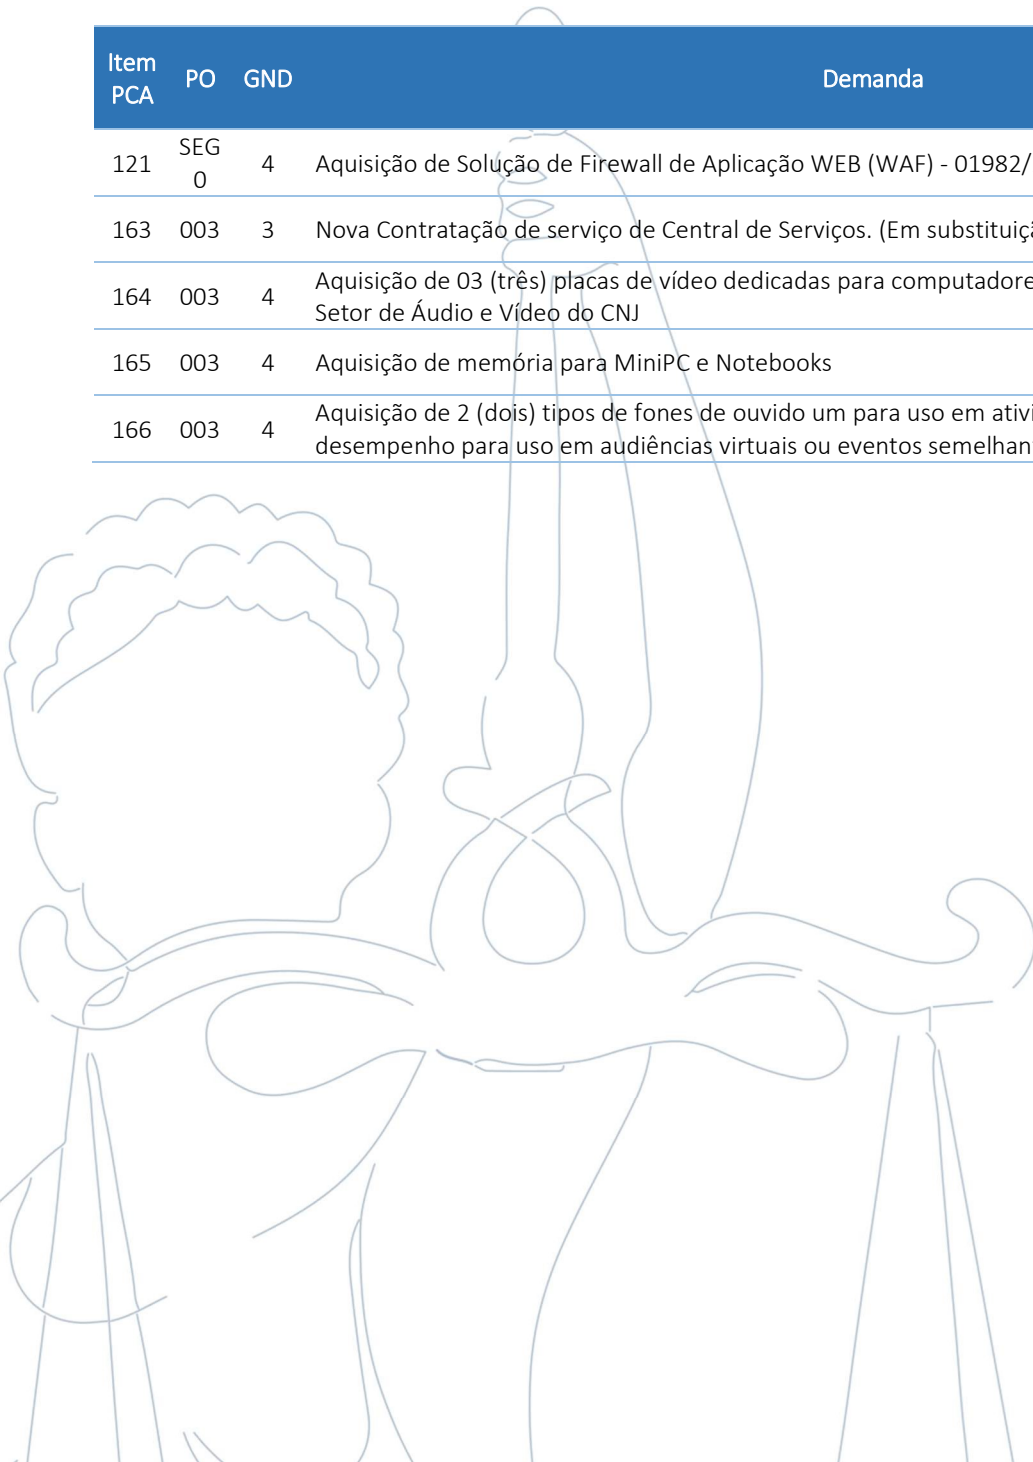 Item PCA PO GND Demanda
121 SEG 0 4 Aquisição de Solução de Firewall de Aplicação WEB (WAF) - 01982/
163 003 3 Nova Contratação de serviço de Central de Serviços. (Em
164 003 4 Aquisição de 03 (três) placas de vídeo dedicadas para
Setor de Áudio e Vídeo do CNJ
165 003 4 Aquisição de memória para MiniPC e Notebooks
166 003 4 Aquisição de 2 (dois) tipos de fones de ouvido um para uso em
desempenho para uso em audiências virtuais ou eventos